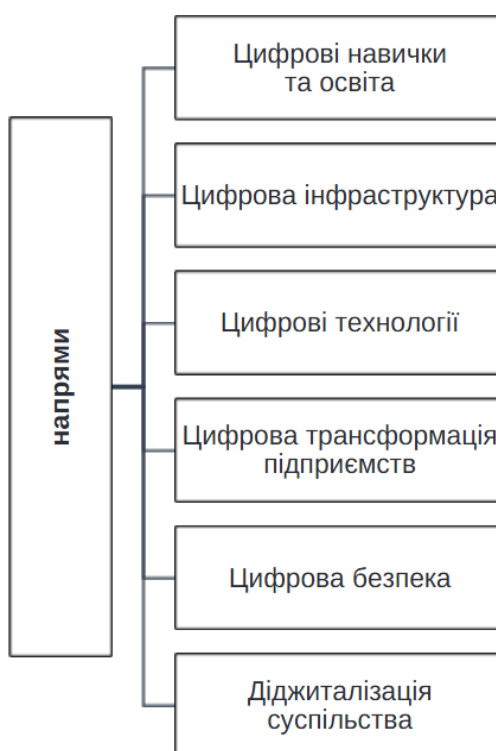 напрями
Цифрові навички
та освіта
Цифрова інфраструктура
Цифрові технології
Цифрова трансформація
підприємств
Цифрова безпека
Діджиталізація
суспільства